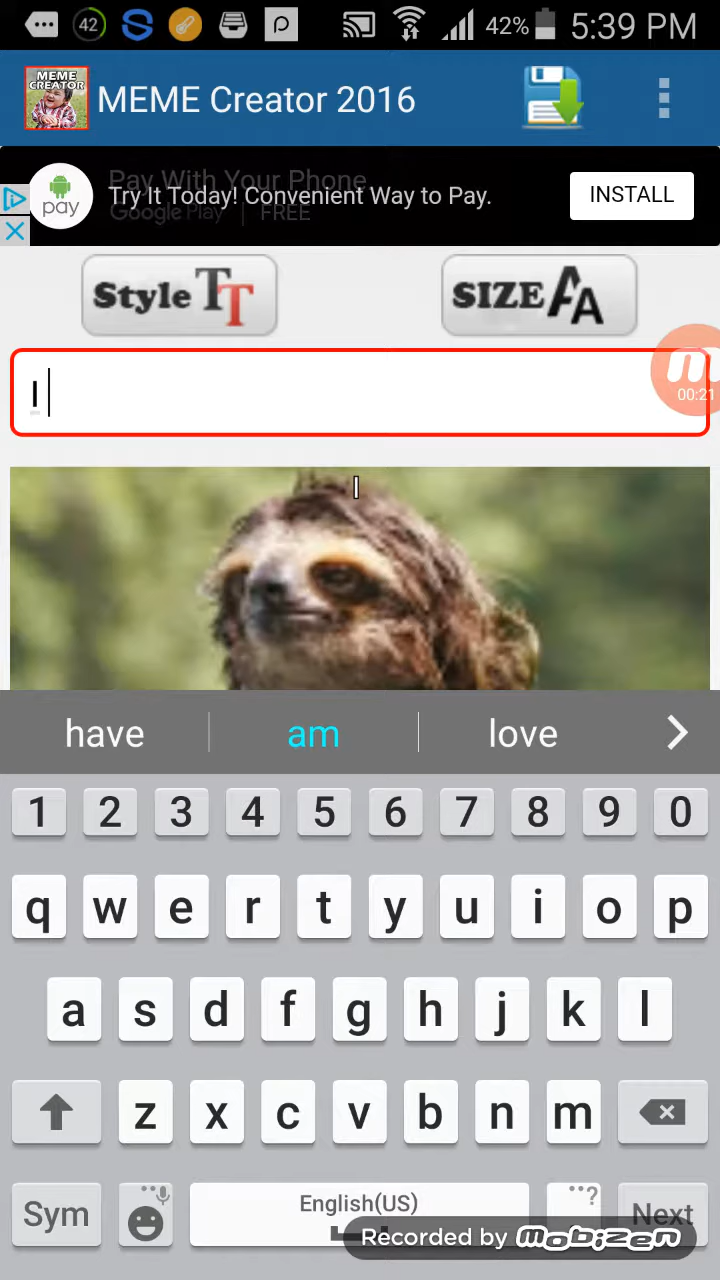 42 42% 5:39 PM
MEME CREATOR MEME Creator 2016
Pay With Your Phone
Try It Today! Convenient Way to Pay.
Google Play | FREE
pay
INSTALL
Style TT SIZE AA
I
00:21
I
have am love
1 2 3 4 5 6 7 8 9 0
q w e r t y u i o p
a s d f g h j k l
z x c v b n m
Sym English(US) ? Next
Recorded by mobizen